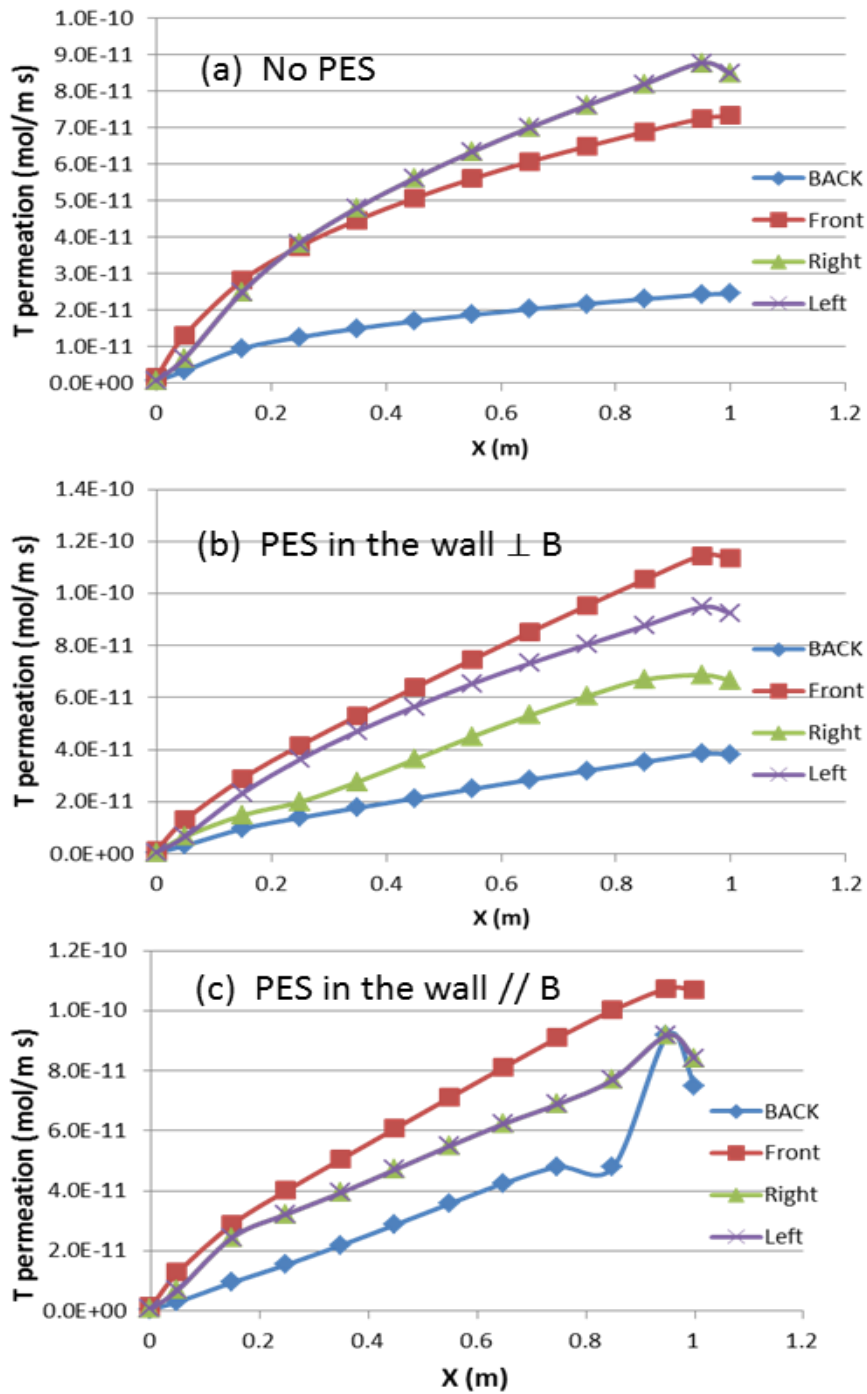 1.0E-10
9.0E-11
8.0E-11
7.0E-11
6.0E-11
5.0E-11
4.0E-11
3.0E-11
2.0E-11
1.0E-11
0.0E+00
T permeation (mol/m s)
(a) No PES
BACK
Front
Right
Left
0 0.2 0.4 0.6 0.8 1 1.2
X (m)
1.4E-10
1.2E-10
1.0E-10
8.0E-11
6.0E-11
4.0E-11
2.0E-11
0.0E+00
T permeation (mol/m s)
(b) PES in the wall ⊥ B
BACK
Front
Right
Left
0 0.2 0.4 0.6 0.8 1 1.2
X (m)
1.2E-10
1.0E-10
8.0E-11
6.0E-11
4.0E-11
2.0E-11
0.0E+00
T permeation (mol/m s)
(c) PES in the wall // B
BACK
Front
Right
Left
0 0.2 0.4 0.6 0.8 1 1.2
X (m)